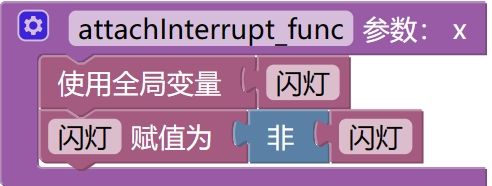 attachInterrupt_func 参数： x
使用全局变量 闪灯
闪灯 赋值为 非 闪灯